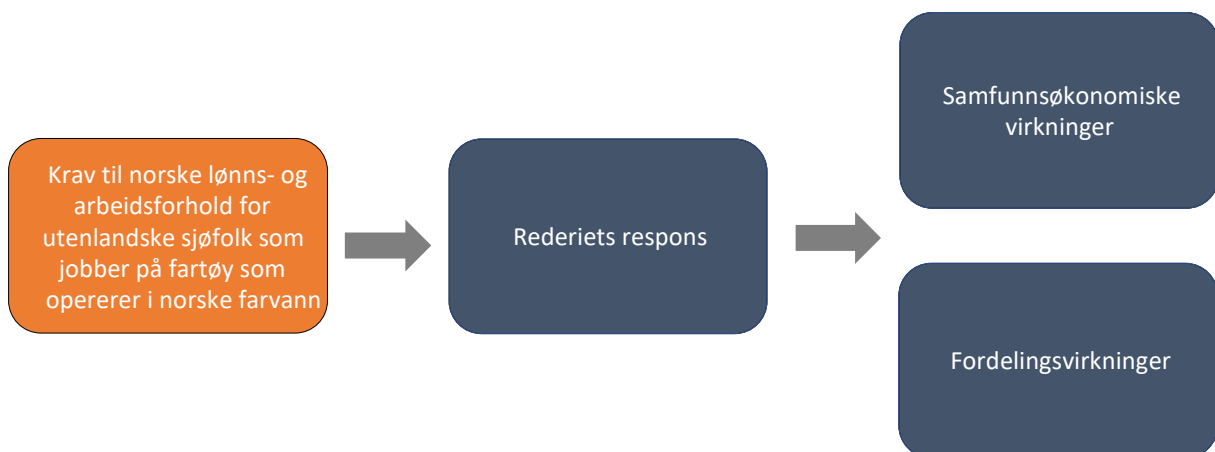 Krav til norske lønns- og
arbeidsforhold for
utenlandske sjøfolk som
jobber på fartøy som
opererer i norske farvann
Rederiets respons
Samfunnsøkonomiske
virkninger
Fordelingsvirkninger